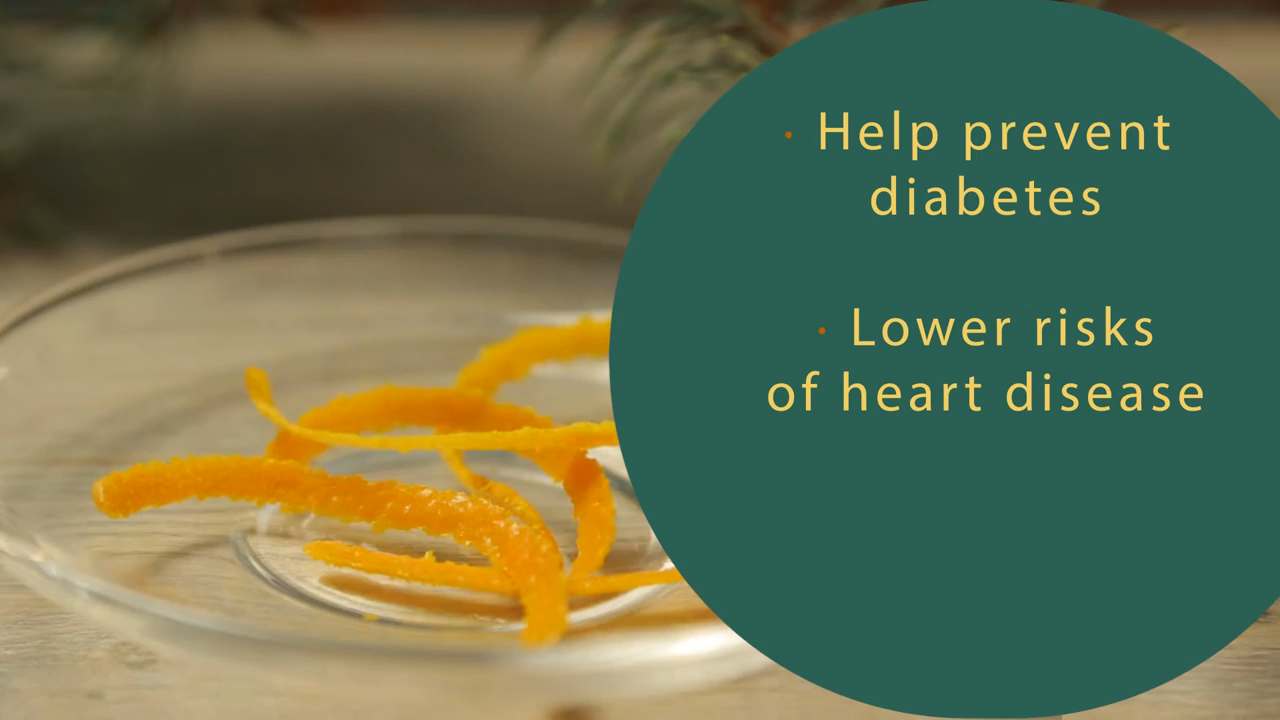 · Help prevent
diabetes
· Lower risks
of heart disease